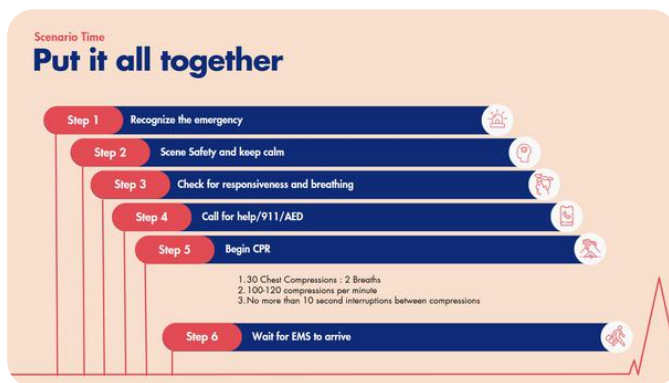 Scenario Time
Put it all together
Step 1 Recognize the emergency
Step 2 Scene Safety and keep calm
Step 3 Check for responsiveness and breathing
Step 4 Call for help/911/AED
Step 5 Begin CPR
1.30 Chest Compressions : 2 Breaths
2.100-120 compressions per minute
3.No more than 10 second interruptions between compressions
Step 6 Wait for EMS to arrive